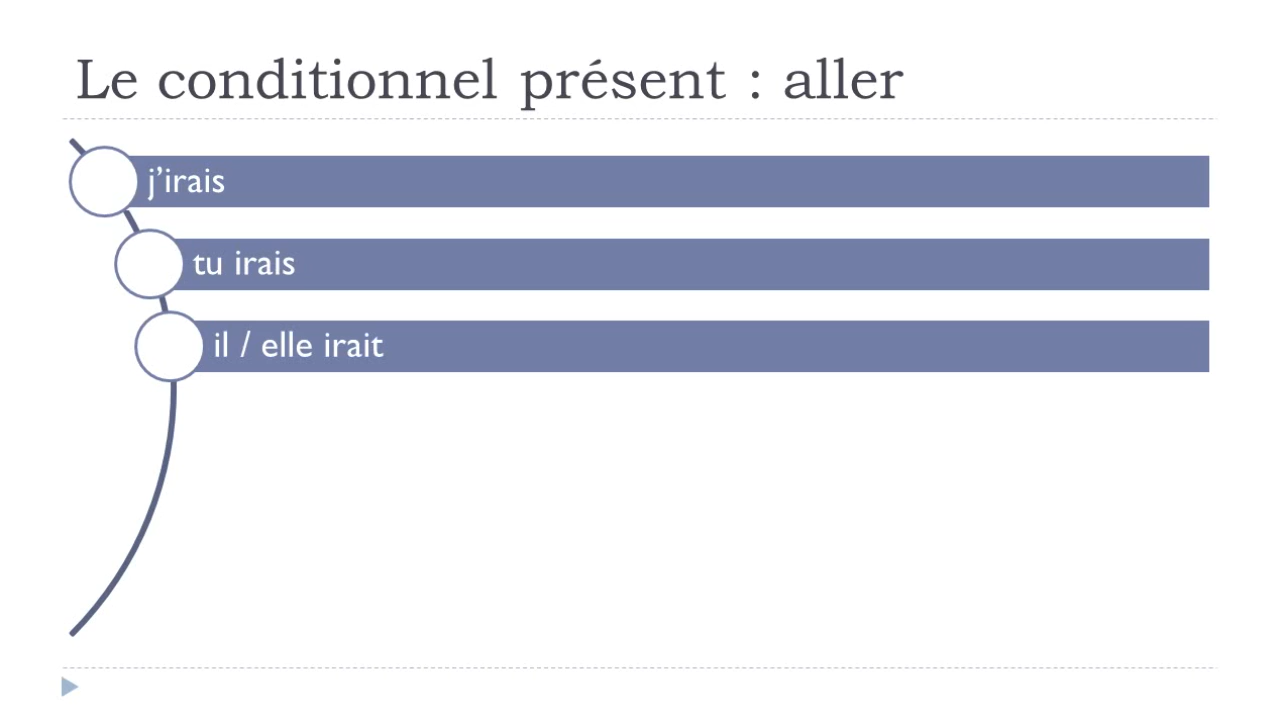 Le conditionnel présent : aller
j’irais
tu irais
il / elle irait